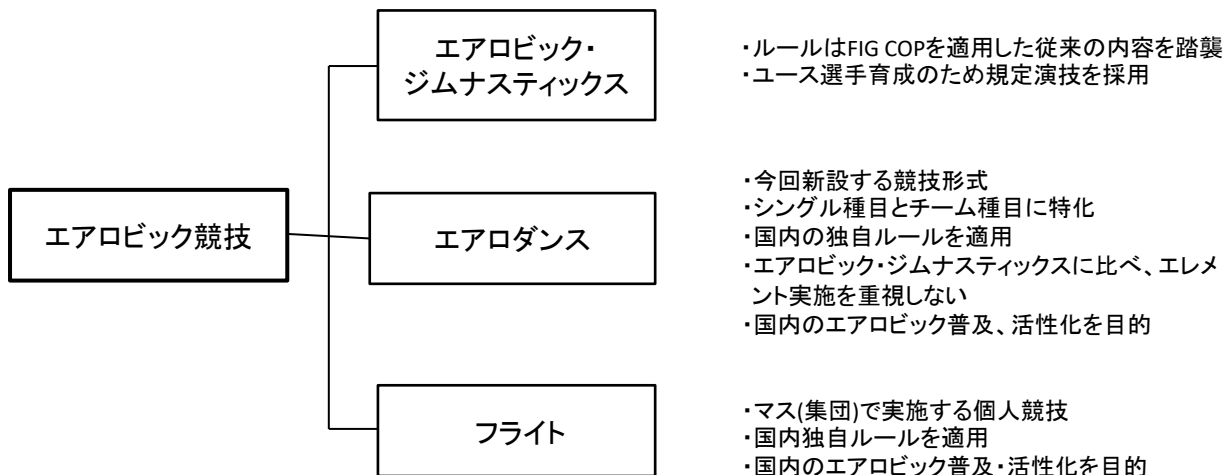 エアロビック競技
エアロビック・
ジムナスティックス
・ルールはFIG COPを適用した従来の内容を踏襲
・ユース選手育成のため規定演技を採用
エアロダンス
・今回新設する競技形式
・シングル種目とチーム種目に特化
・国内の独自ルールを適用
・エアロビック・ジムナスティックスに比べ、エレメ
ント実施を重視しない
・国内のエアロビック普及、活性化を目的
フライト
・マス(集団)で実施する個人競技
・国内独自ルールを適用
・国内のエアロビック普及・活性化を目的